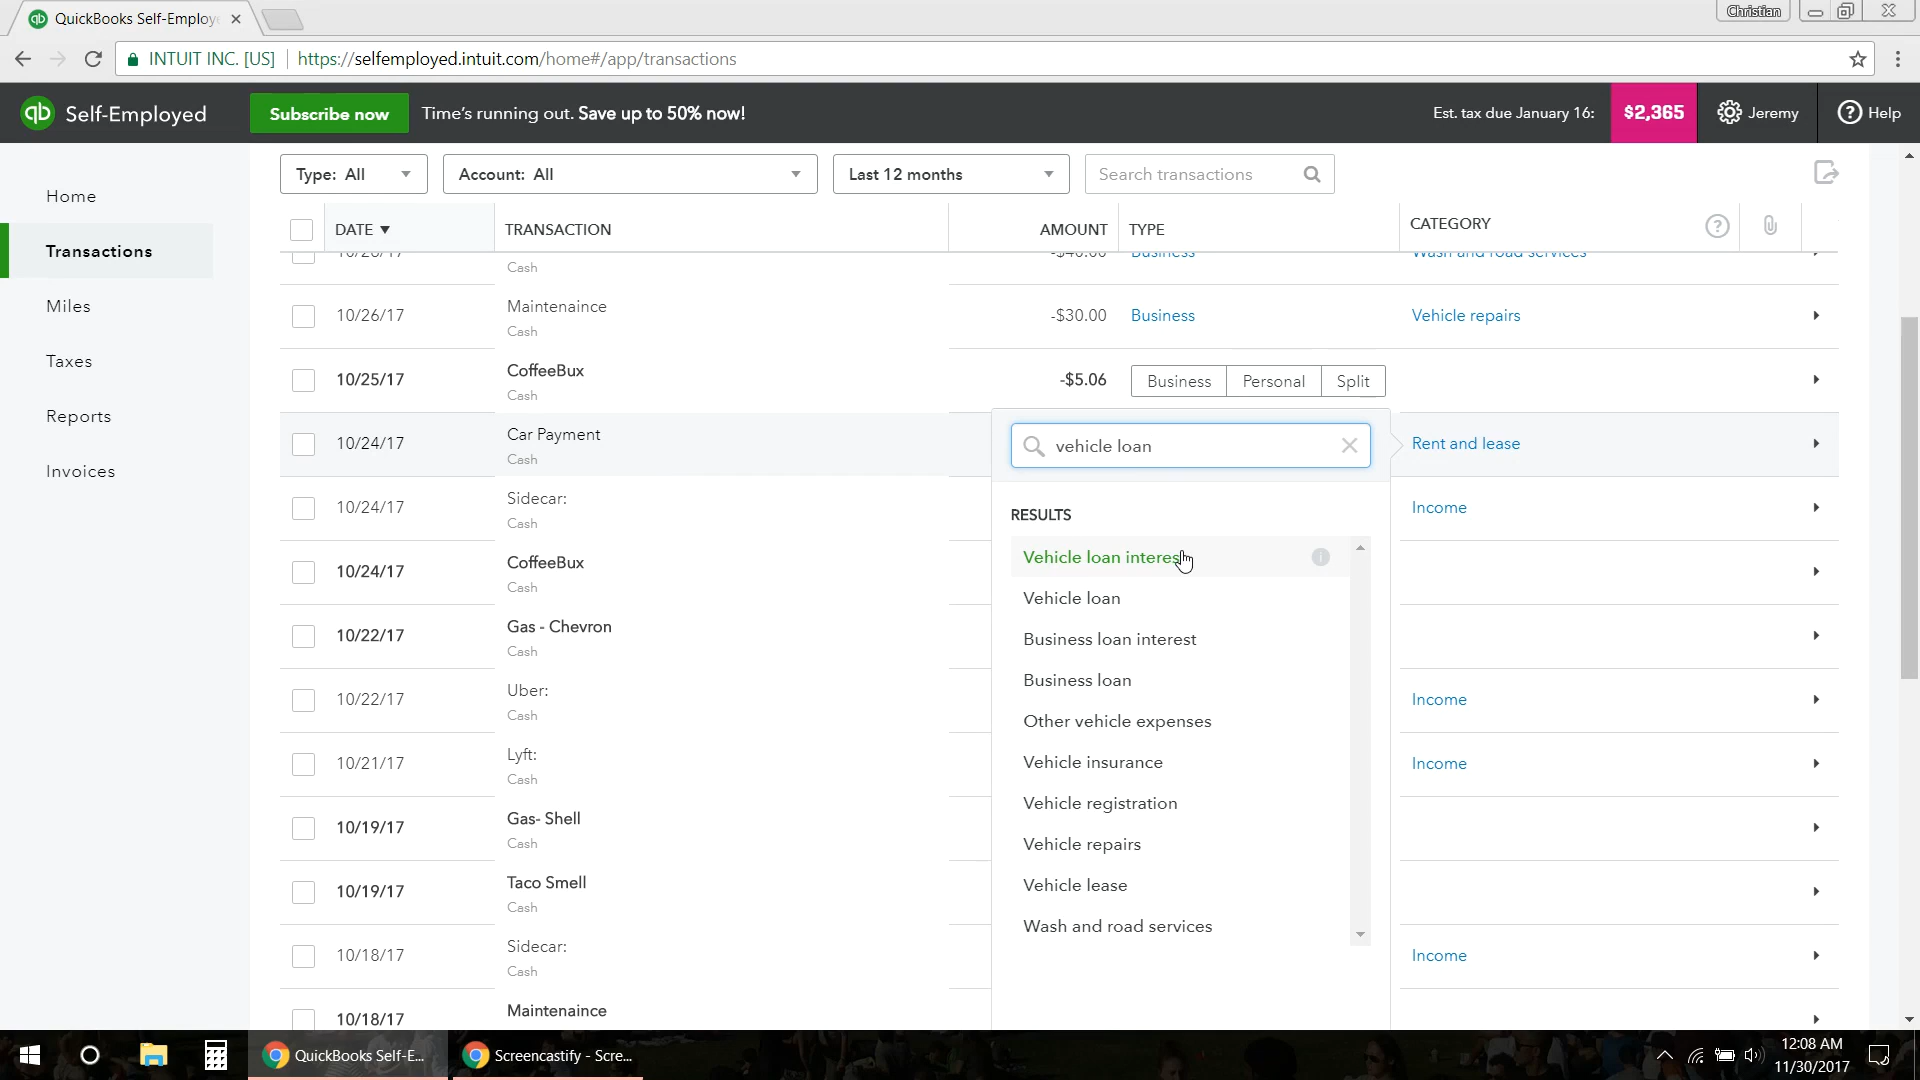 QuickBooks Self-Employ
Christian
INTUIT INC. [US] https://selfemployed.intuit.com/home#/app/transactions
qb Self-Employed Subscribe now Time's running out. Save up to 50% now! Est. tax due January 16: $2,365 Jeremy ? Help
Type: All Account: All Last 12 months Search transactions
DATE ▼ TRANSACTION AMOUNT TYPE CATEGORY ?
Home
Transactions
Miles
Taxes
Reports
Invoices
10/26/17 Cash -$40.00 Business Wash and road services
10/26/17 Maintenaince -$30.00 Business Vehicle repairs
Cash
10/25/17 CoffeeBux -$5.06 Business Personal Split
Cash
10/24/17 Car Payment Rent and lease
Cash
10/24/17 Sidecar: Income
Cash
10/24/17 CoffeeBux
Cash
10/22/17 Gas - Chevron
Cash
10/22/17 Uber: Income
Cash
10/21/17 Lyft: Income
Cash
10/19/17 Gas- Shell
Cash
10/19/17 Taco Smell
Cash
10/18/17 Sidecar: Income
Cash
10/18/17 Maintenaince
vehicle loan
RESULTS
Vehicle loan interest
Vehicle loan
Business loan interest
Business loan
Other vehicle expenses
Vehicle insurance
Vehicle registration
Vehicle repairs
Vehicle lease
Wash and road services
QuickBooks Self-E...
Screencastify - Scre...
12:08 AM
11/30/2017